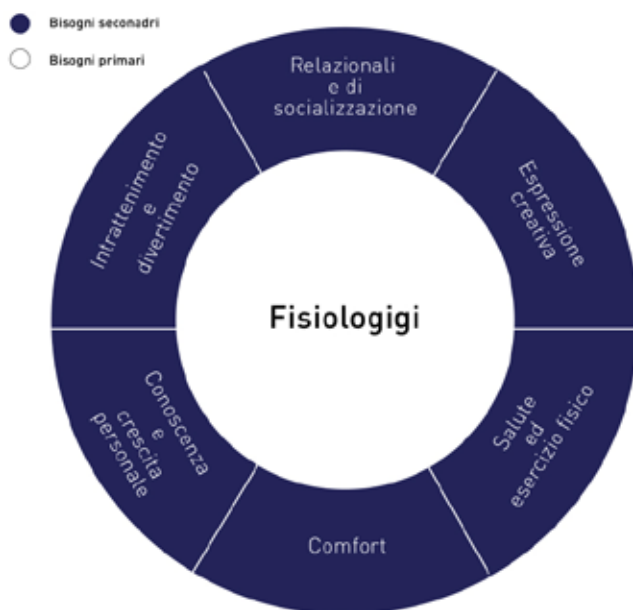 Bisogni seconadri
Bisogni primari
Relazionali
e di
socializzazione
Espressione
creativa
Salute
ed
esercizio fisico
Comfort
Conoscenza
e
crescita
personale
Intrattenimento
e
divertimento
Fisiologigi